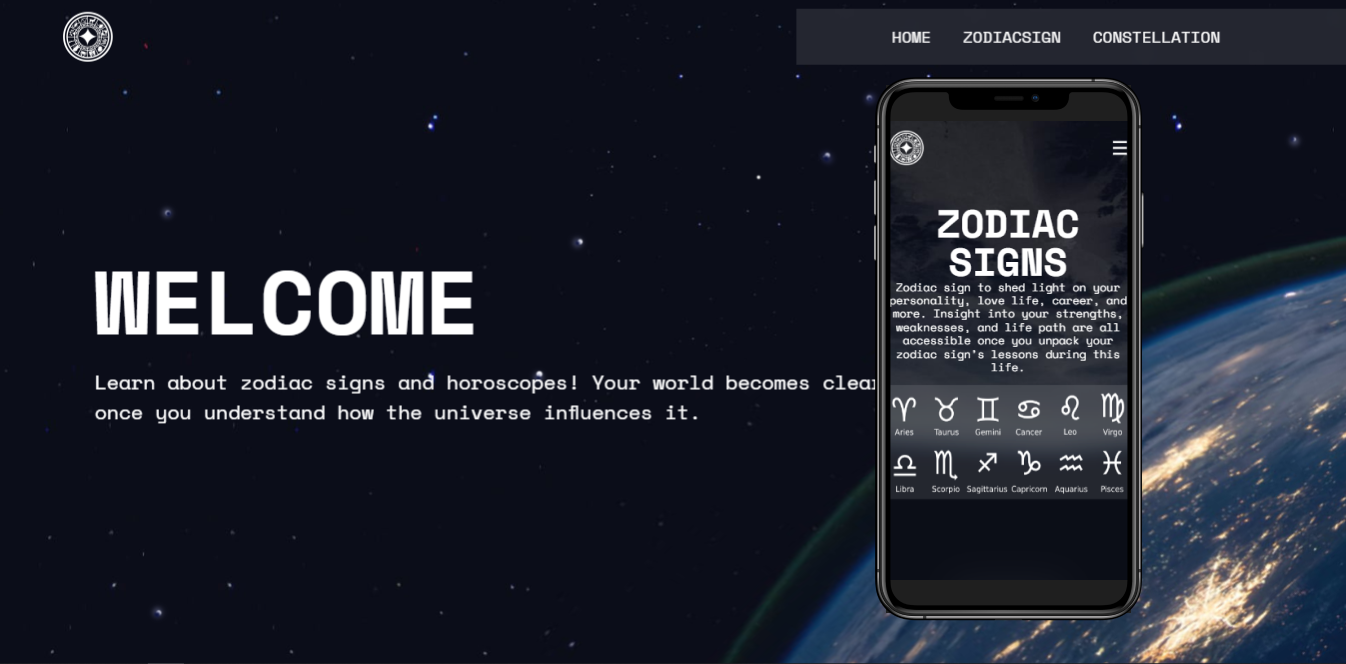 HOME ZODIACSIGN CONSTELLATION
WELCOME
Learn about zodiac signs and horoscopes! Your world becomes
once you understand how the universe influences it.
ZODIAC
SIGNS
Zodiac sign to shed light on your
personality, love life, career, and
more. Insight into your strengths,
weaknesses, and life path are all
accessible once you unpack your
zodiac sign's lessons during this
life.
Aries Taurus Gemini Cancer Leo Virgo
Libra Scorpio Sagittarius Capricorn Aquarius Pisces